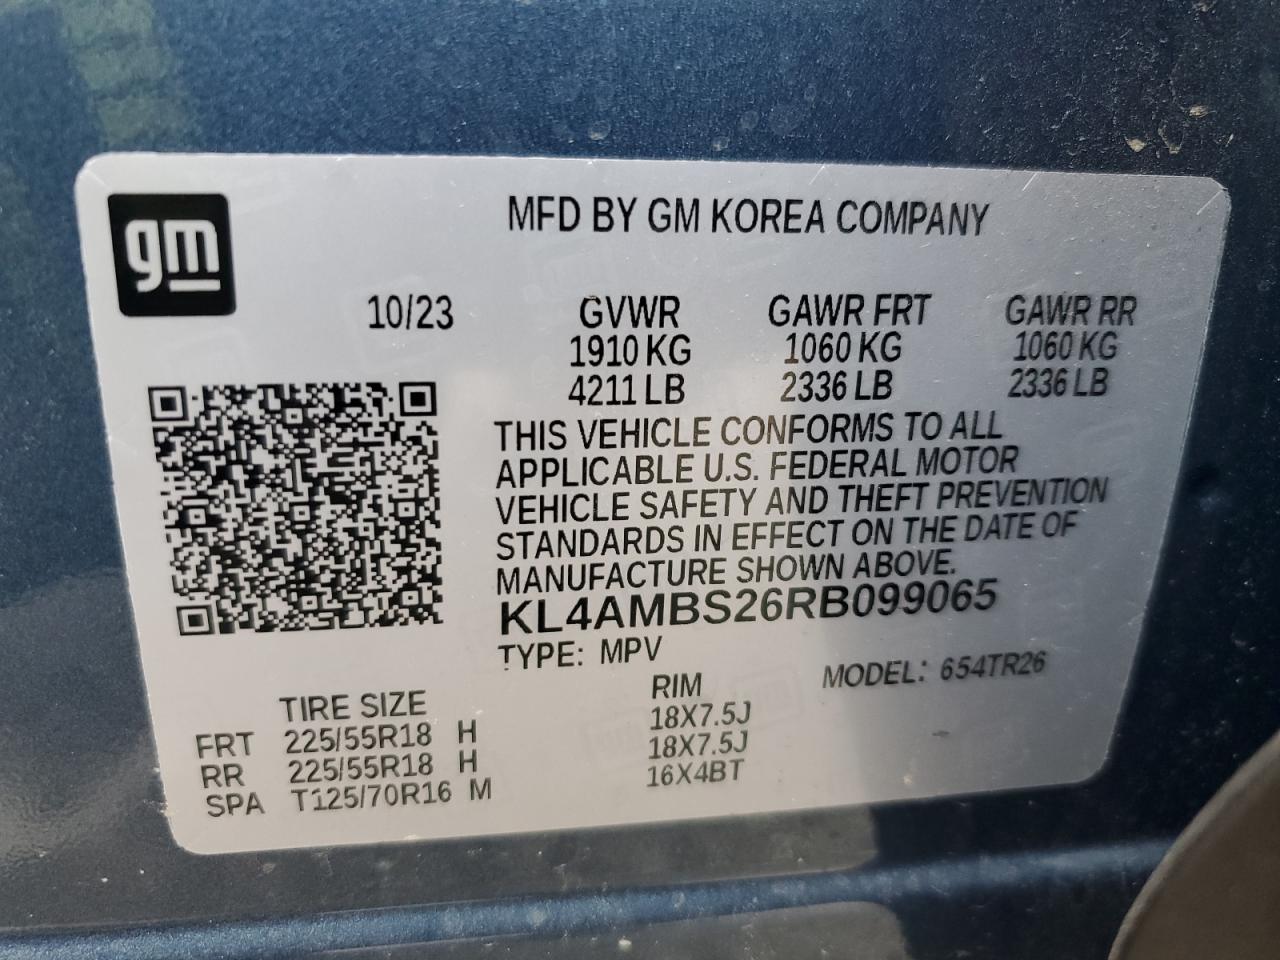 gm
MFD BY GM KOREA COMPANY
10/23
GVWR GAWR FRT GAWR RR
1910 KG 1060 KG 1060 KG
4211 LB 2336 LB 2336 LB
THIS VEHICLE CONFORMS TO ALL
APPLICABLE U.S. FEDERAL MOTOR
VEHICLE SAFETY AND THEFT PREVENTION
STANDARDS IN EFFECT ON THE DATE OF
MANUFACTURE SHOWN ABOVE.
KL4AMBS26RB099065
TYPE: MPV
MODEL: 654TR26
TIRE SIZE RIM
FRT 225/55R18 H 18X7.5J
RR 225/55R18 H 18X7.5J
SPA T125/70R16 M 16X4BT